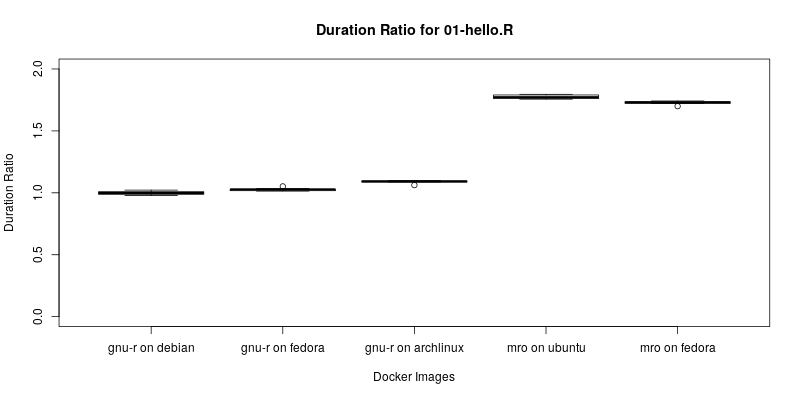 Duration Ratio for 01-hello.R
Duration Ratio
2.0
1.5
1.0
0.5
0.0
gnu-r on debian
gnu-r on fedora
gnu-r on archlinux
mro on ubuntu
mro on fedora
Docker Images